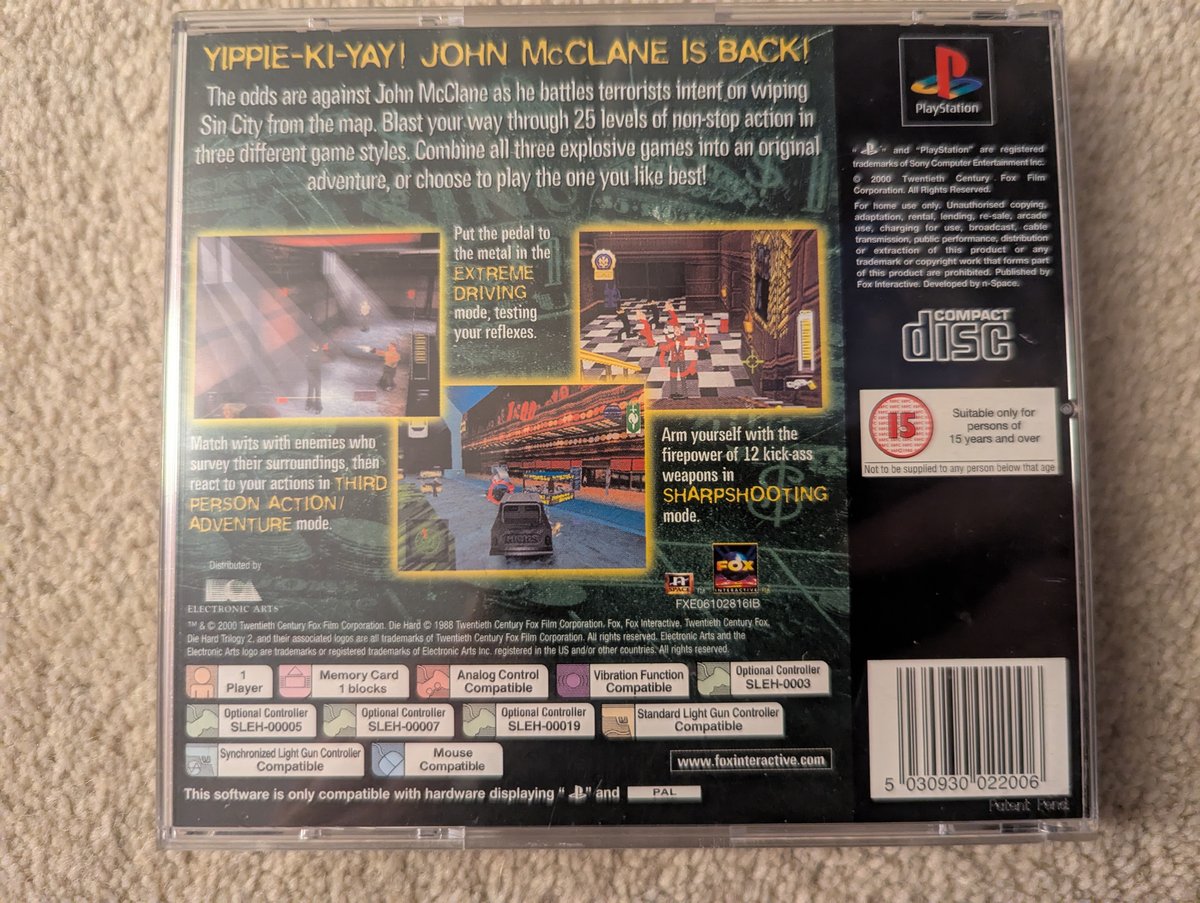 YIPPIE-KI-YAY! JOHN McCLANE IS BACK!
The odds are against John McClane as he battles terrorists intent on wiping
Sin City from the map. Blast your way through 25 levels of non-stop action in
three different game styles. Combine all three explosive games into an original
adventure, or choose to play the one you like best!
Put the pedal to
the metal in the
EXTREME
DRIVING
mode, testing
your reflexes.
Match wits with enemies who
survey their surroundings, then
react to your actions in THIRD
PERSON ACTION/
ADVENTURE mode.
Arm yourself with the
firepower of 12 kick-ass
weapons in
SHARPSHOOTING
mode.
Distributed by
ELECTRONIC ARTS™
n SPACE ™
FOX
INTERACTIVE™
FXE06102816IB
™ & © 2000 Twentieth Century Fox Film Corporation. Die Hard © 1988 Twentieth Century Fox Film Corporation. Fox, Fox Interactive, Twentieth Century Fox,
Die Hard Trilogy 2, and their associated logos are all trademarks of Twentieth Century Fox Film Corporation. All rights reserved. Electronic Arts and the
Electronic Arts logo are trademarks or registered trademarks of Electronic Arts Inc. registered in the US and/or other countries. All rights reserved.
1
Player
Memory Card
1 blocks
Analog Control
Compatible
Vibration Function
Compatible
Optional Controller
SLEH-0003
Optional Controller
SLEH-00005
Optional Controller
SLEH-00007
Optional Controller
SLEH-00019
Standard Light Gun Controller
Compatible
Synchronized Light Gun Controller
Compatible
Mouse
Compatible
www.foxinteractive.com
This software is only compatible with hardware displaying " " and PAL
PlayStation
" " and "PlayStation" are registered
trademarks of Sony Computer Entertainment Inc.
© 2000 Twentieth Century Fox Film
Corporation. All Rights Reserved.
For home use only. Unauthorised copying,
adaptation, rental, lending, re-sale, arcade
use, charging for use, broadcast, cable
transmission, public performance, distribution
or extraction of this product or any
trademark or copyright work that forms part
of this product are prohibited. Published by
Fox Interactive. Developed by n-Space.
COMPACT
disc
15
Suitable only for
persons of
15 years and over
Not to be supplied to any person below that age
5 030930 022006
Patent Pend